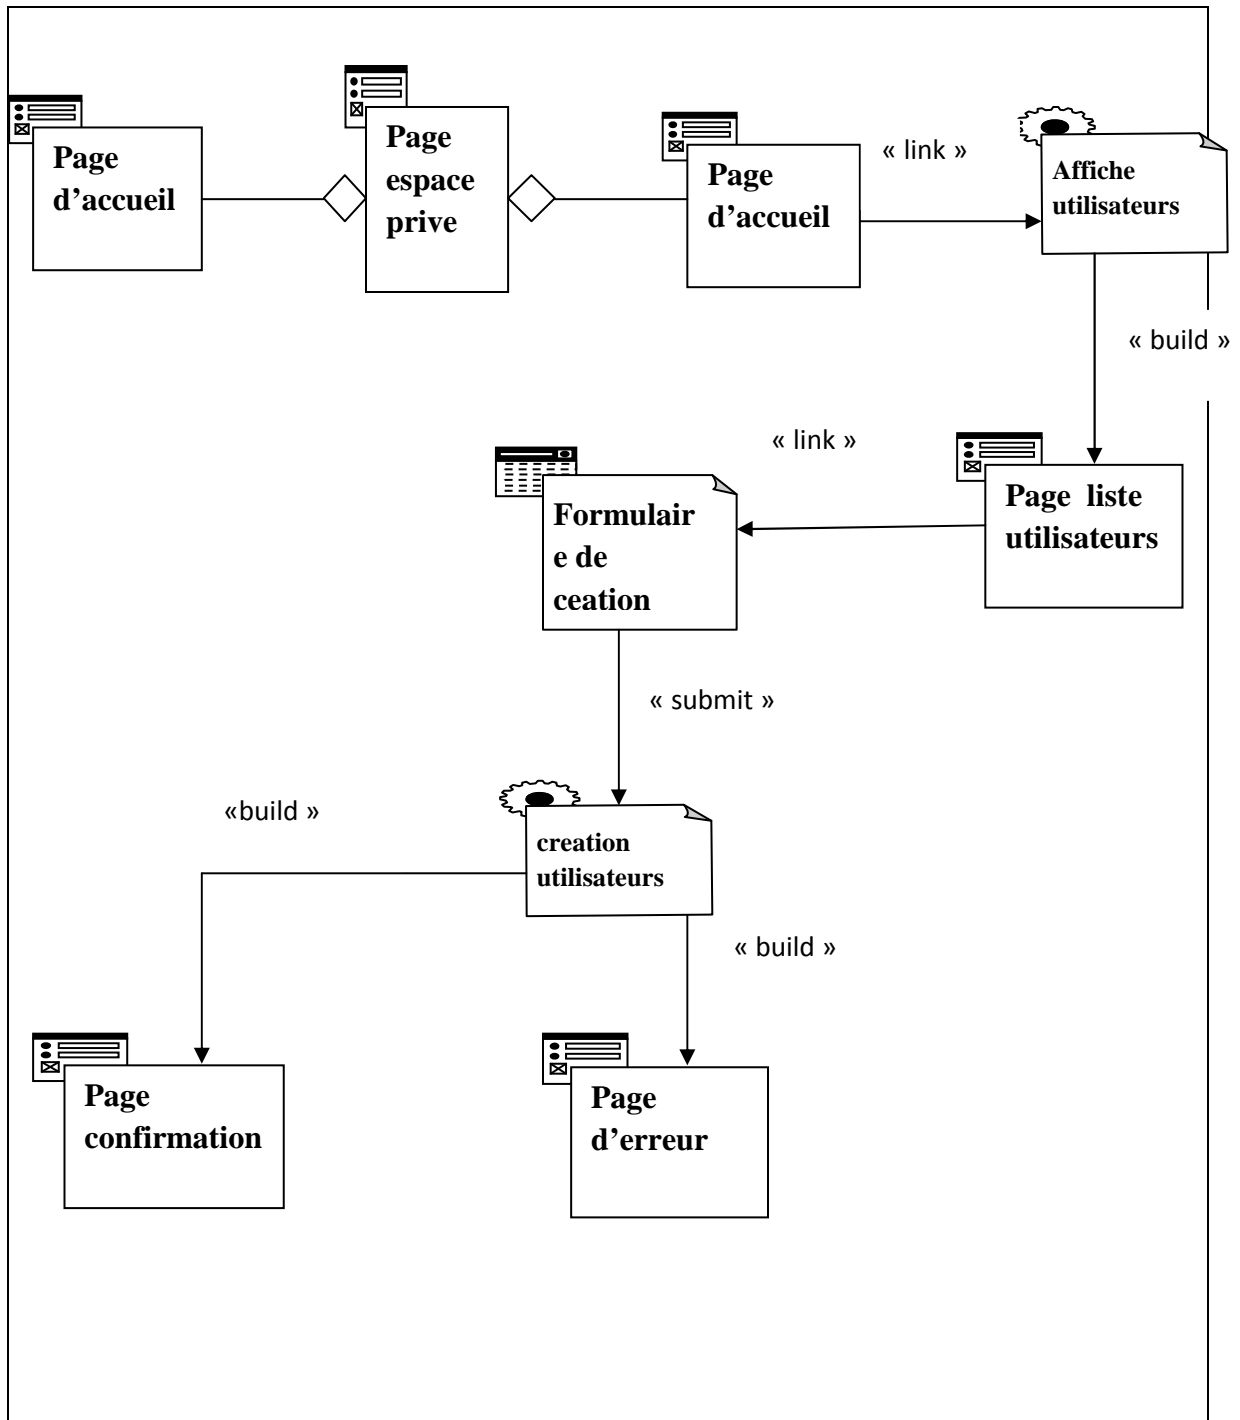 Page
d’accueil
Page
espace
prive
Page
d’accueil
« link »
Affiche
utilisateurs
« build »
« link »
Page liste
utilisateurs
Formulair
e de
ceation
« submit »
«build »
creation
utilisateurs
« build »
Page
confirmation
Page
d’erreur